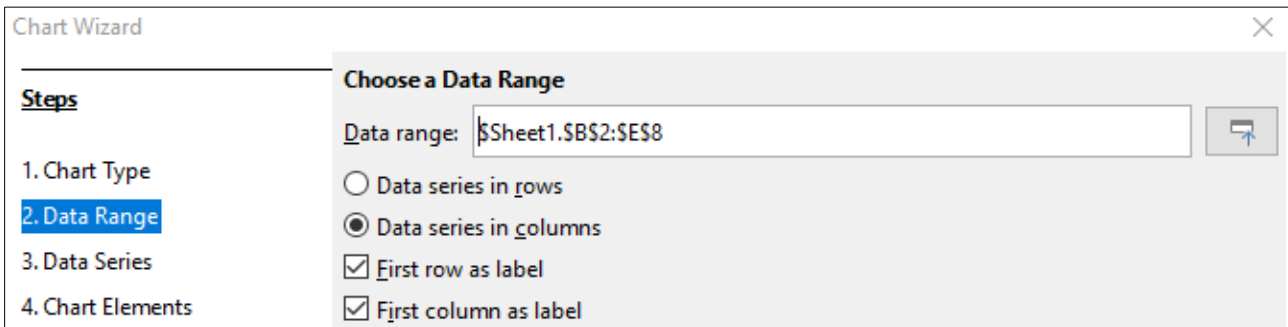 Chart Wizard
Steps
1. Chart Type
2. Data Range
3. Data Series
4. Chart Elements
Choose a Data Range
Data range: $Sheet1.$B$2:$E$8
Data series in rows
Data series in columns
First row as label
First column as label